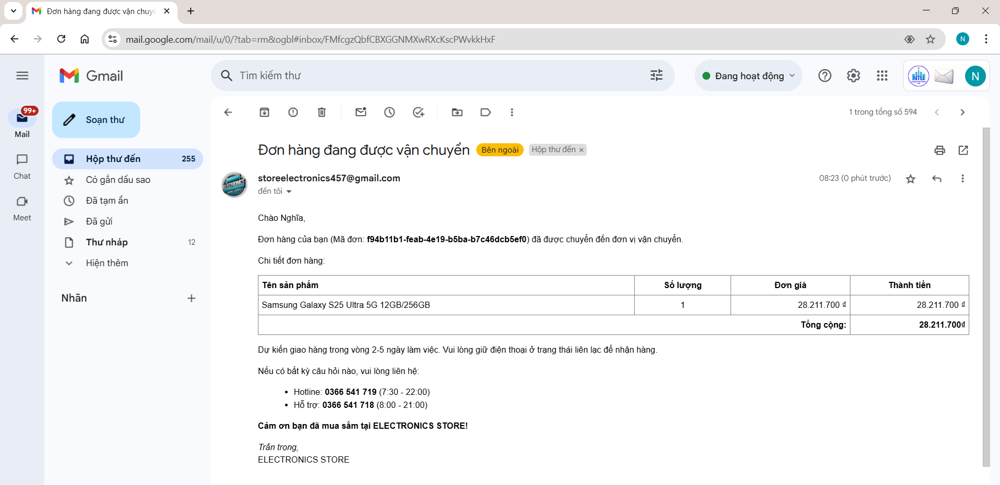 Đơn hàng đang được vận chuyể
mail.google.com/mail/u/0/?tab=rm&ogbl#inbox/FMfcgzQbfCBXGGNMXwRXcKscPWvkkHxF
N
Gmail
Tìm kiếm thư
Đang hoạt động
NTU
N
99+
Mail
Chat
Meet
Soạn thư
Hộp thư đến 255
Có gắn dấu sao
Đã tạm ẩn
Đã gửi
Thư nháp 12
Hiện thêm
Nhãn
1 trong tổng số 594
Đơn hàng đang được vận chuyển Bên ngoài Hộp thư đến ×
ELECTRONICS
storeelectronics457@gmail.com 08:23 (0 phút trước)
đến tôi
Chào Nghĩa,
Đơn hàng của bạn (Mã đơn: f94b11b1-feab-4e19-b5ba-b7c46dcb5ef0) đã được chuyển đến đơn vị vận chuyển.
Chi tiết đơn hàng:
Tên sản phẩm Số lượng Đơn giá Thành tiền
Samsung Galaxy S25 Ultra 5G 12GB/256GB 1 28.211.700 ₫ 28.211.700 ₫
Tổng cộng: 28.211.700₫
Dự kiến giao hàng trong vòng 2-5 ngày làm việc. Vui lòng giữ điện thoại ở trạng thái liên lạc để nhận hàng.
Nếu có bất kỳ câu hỏi nào, vui lòng liên hệ:
• Hotline: 0366 541 719 (7:30 - 22:00)
• Hỗ trợ: 0366 541 718 (8:00 - 21:00)
Cảm ơn bạn đã mua sắm tại ELECTRONICS STORE!
Trân trọng,
ELECTRONICS STORE